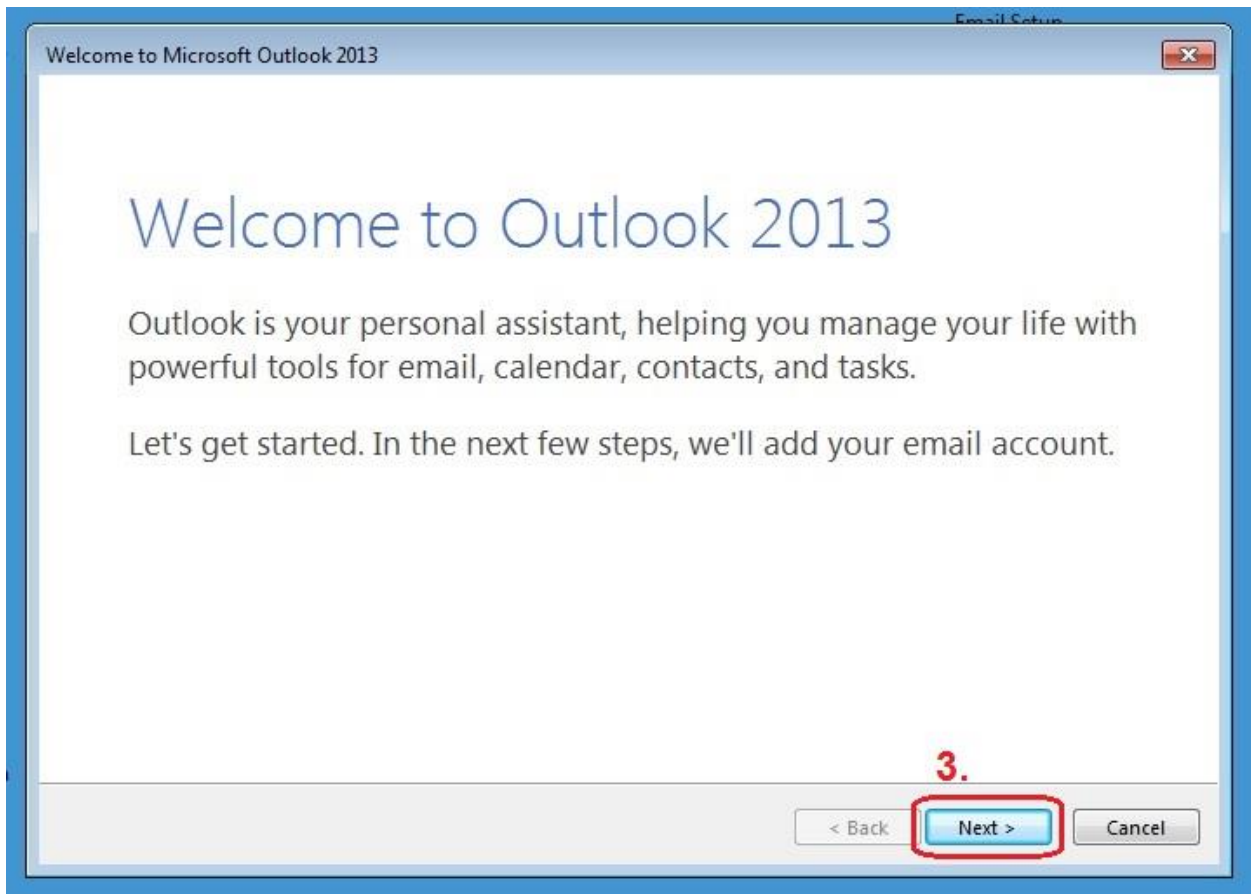 Email Setup
Welcome to Microsoft Outlook 2013
Welcome to Outlook 2013
Outlook is your personal assistant, helping you manage your life with
powerful tools for email, calendar, contacts, and tasks.
Let's get started. In the next few steps, we'll add your email account.
3.
< Back Next > Cancel